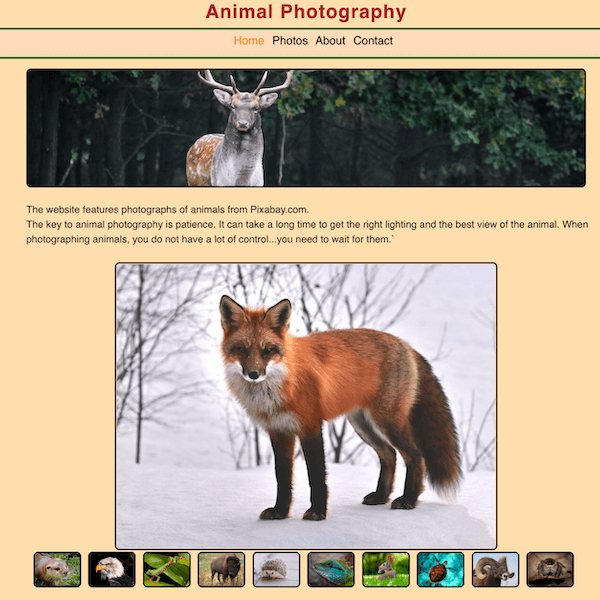 Animal Photography
Home Photos About Contact
The website features photographs of animals from Pixabay.com.
The key to animal photography is patience. It can take a long time to get the right lighting and the best view of the animal. When
photographing animals, you do not have a lot of control...you need to wait for them.`